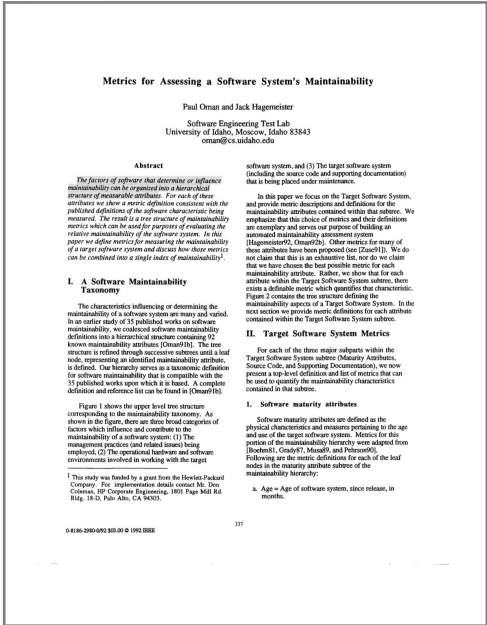 Metrics for Assessing a Software System's Maintainability
Paul Oman and Jack Hagemeister
Software Engineering Test Lab
University of Idaho, Moscow, Idaho 83843
oman@cs.uidaho.edu
Abstract
The factors of software that determine or influence
maintainability can be organized into a hierarchical
structure of measurable attributes. For each of these
attributes we show a metric definition consistent with the
published definitions of the software characteristic being
measured. The result is a tree structure of maintainability
metrics which can be used for purposes of evaluating the
relative maintainability of the software system. In this
paper we define metrics for measuring the maintainability
of a target software system and discuss how those metrics
can be combined into a single index of maintainability1.
I. A Software Maintainability
Taxonomy
The characteristics influencing or determining the
maintainability of a system are many and varied.
In an earlier study of 35 published works on software
maintainability, we coalesced software maintainability
definitions into a hierarchical structure containing 92
known maintainability attributes [Oman91b]. The tree
structure is refined through successive subtrees until a leaf
node, representing an identified maintainability attribute,
is defined. Our hierarchy serves as a taxonomic definition
for software maintainability that is compatible with the
35 published works upon which it is based. A complete
definition and reference list can be found in [Oman91b].
Figure 1 shows the upper level tree structure
corresponding to the maintainability taxonomy. As
shown in the figure, there are three broad categories of
factors which influence and contribute to the
maintainability of a software system: (1) The
management practices (and related issues) being
employed, (2) The operational hardware and software
environments involved in working with the target
1 This study was funded by a grant from the Hewlett-Packard
Company. For implementation details contact Mr. Don
Coleman, HP Corporate Engineering, 1801 Page Mill Rd.
Bldg. 18-D, Palo Alto, CA 94303.
software system, and (3) The target software system
(including the source code and supporting documentation)
that is being placed under maintenance.
In this paper we focus on the Target Software System,
and provide metric descriptions and definitions for the
maintainability attributes contained within that subtree. We
emphasize that this choice of metrics and their definitions
are exemplary and serves our purpose of building an
automated maintainability assessment system
[Hagemeister92, Oman92b]. Other metrics for many of
these attributes have been proposed (see [Zuse91]). We do
not claim that this is an exhaustive list, nor do we claim
that we have chosen the best possible metric for each
maintainability attribute. Rather, we show that for each
attribute within the Target Software System subtree, there
exists a definable metric which quantifies that characteristic.
Figure 2 contains the tree structure defining the
maintainability aspects of a Target Software System. In the
next section we provide metric definitions for each attribute
contained within the Target Software System subtree.
II. Target Software System Metrics
For each of the three major subparts within the
Target Software System subtree (Maturity Attributes,
Source Code, and Supporting Documentation), we now
present a top-level definition and list of metrics that can
be used to quantify the maintainability characteristics
contained in that subtree.
1. Software maturity attributes
Software maturity attributes are defined as the
physical characteristics and measures pertaining to the age
and use of the target software system. Metrics for this
portion of the maintainability hierarchy were adapted from
[Boehm81, Grady87, Musa89, and Pehrson90].
Following are the metric definitions for each of the leaf
nodes in the maturity attribute subtree of the
maintainability hierarchy:
a. Age = Age of software system, since release, in
months.
337
0-8186-2980-0/92 $03.00 © 1992 IEEE